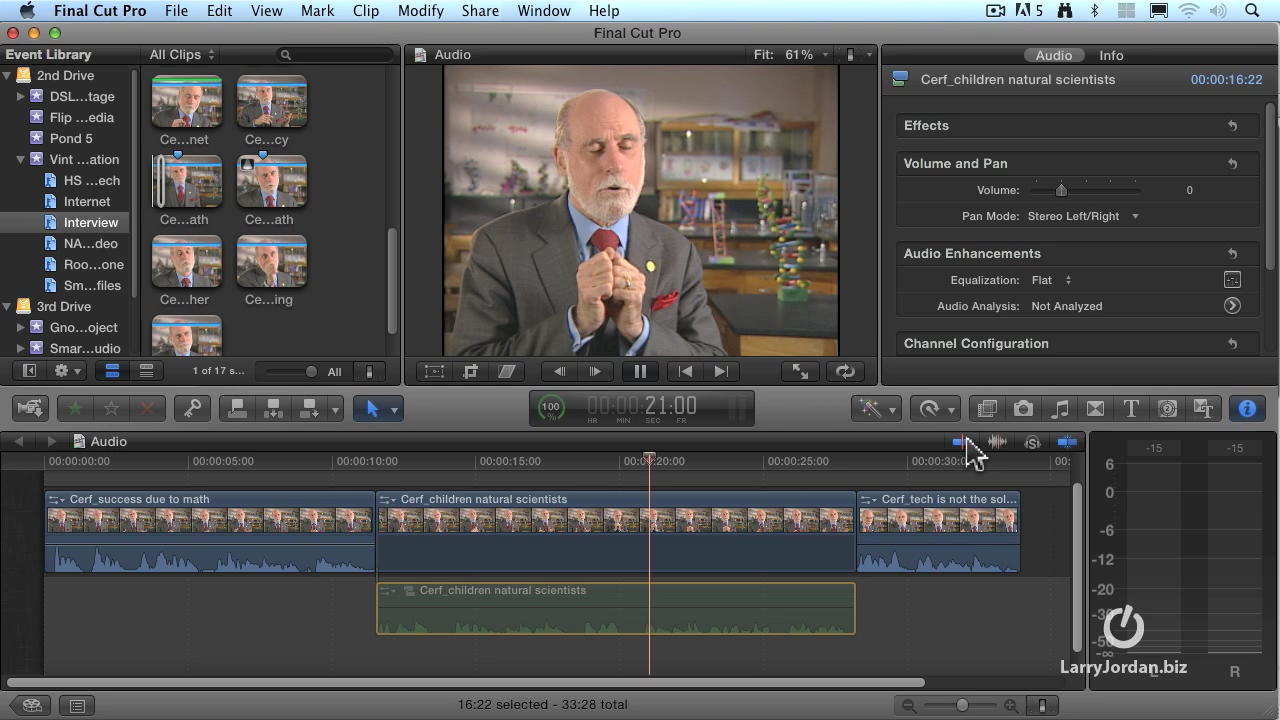 Final Cut Pro File Edit View Mark Clip Modify Share Window Help 5
Final Cut Pro
Event Library
All Clips
Audio
Fit: 61%
Audio Info
2nd Drive
DSL...tage
Flip ...edia
Pond 5
Vint ...ation
HS ...ech
Internet
Interview
NA...deo
Roo...one
Sm...files
3rd Drive
Gno...oject
Smar...udio
Ce...net
Ce...cy
Ce...ath
Ce...ath
Ce...her
Ce...ing
1 of 17 s...
All
Cerf_children natural scientists 00:00:16:22
Effects
Volume and Pan
Volume: 0
Pan Mode: Stereo Left/Right
Audio Enhancements
Equalization: Flat
Audio Analysis: Not Analyzed
Channel Configuration
100
%
00:00:21:00
HR MIN SEC FR
Audio
00:00:00:00 00:00:05:00 00:00:10:00 00:00:15:00 00:00:20:00 00:00:25:00 00:00:30:0 00:
Cerf_success due to math
Cerf_children natural scientists
Cerf_tech is not the sol...
Cerf_children natural scientists
-15 -15
6
0
-6
-12
-20
-30
-50
-∞
LarryJordan.biz
L R
16:22 selected - 33:28 total